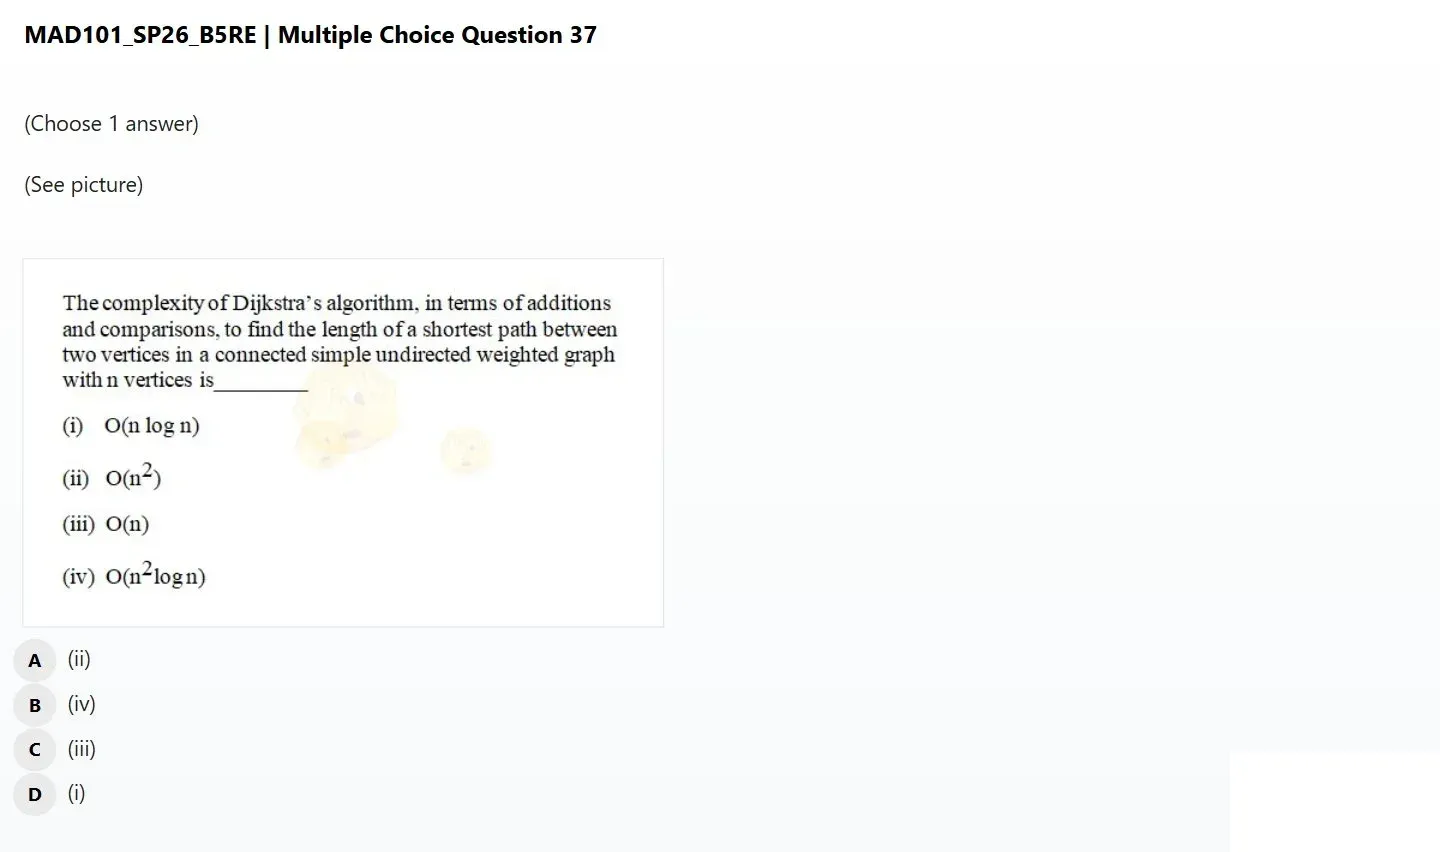 MAD101_SP26_B5RE | Multiple Choice Question 37
(Choose 1 answer)
(See picture)
The complexity of Dijkstra's algorithm, in terms of additions
and comparisons, to find the length of a shortest path between
two vertices in a connected simple undirected weighted graph
with n vertices is________
(i) O(n log n)
(ii) O(n²)
(iii) O(n)
(iv) O(n²logn)
A (ii)
B (iv)
C (iii)
D (i)